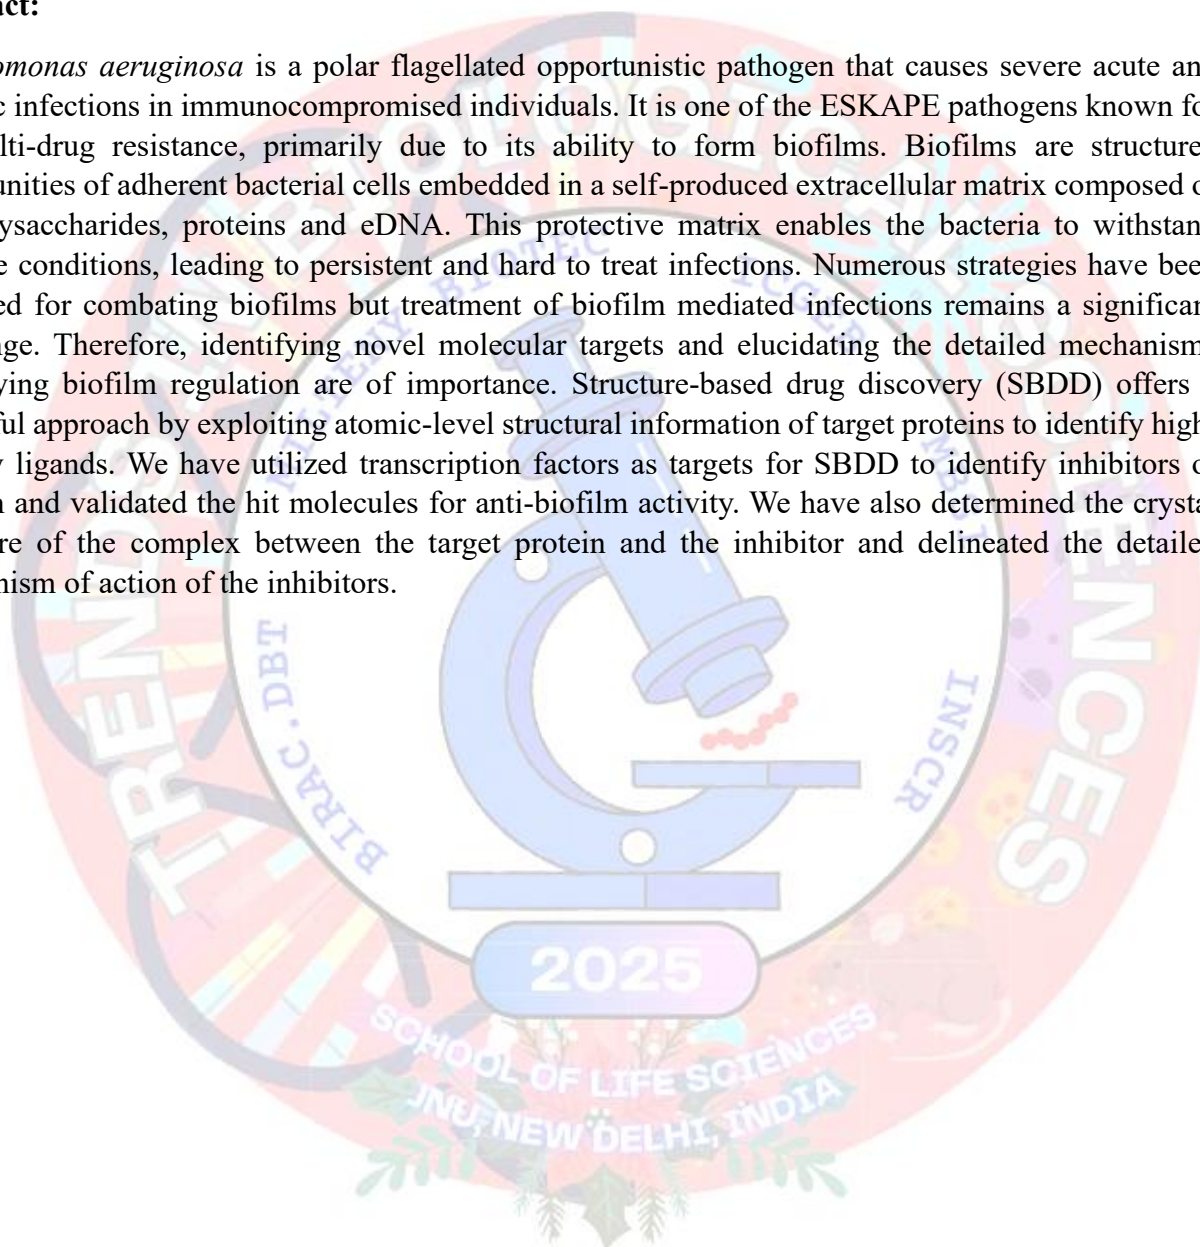 act:
omonas aeruginosa is a polar flagellated opportunistic pathogen that causes severe acute an
c infections in immunocompromised individuals. It is one of the ESKAPE pathogens known fo
lti-drug resistance, primarily due to its ability to form biofilms. Biofilms are structure
unities of adherent bacterial cells embedded in a self-produced extracellular matrix composed o
ysaccharides, proteins and eDNA. This protective matrix enables the bacteria to withstan
e conditions, leading to persistent and hard to treat infections. Numerous strategies have bee
ed for combating biofilms but treatment of biofilm mediated infections remains a significan
nge. Therefore, identifying novel molecular targets and elucidating the detailed mechanism
ying biofilm regulation are of importance. Structure-based drug discovery (SBDD) offers
ful approach by exploiting atomic-level structural information of target proteins to identify high
y ligands. We have utilized transcription factors as targets for SBDD to identify inhibitors o
n and validated the hit molecules for anti-biofilm activity. We have also determined the crysta
re of the complex between the target protein and the inhibitor and delineated the detaile
nism of action of the inhibitors.
TRENDS IN BIOLOGICAL SCIENCES
BIRAC.DBT
MILTENY BIOTEC
ICGEB
MBSI
INSCR
2025
SCHOOL OF LIFE SCIENCES
JNU, NEW DELHI, INDIA